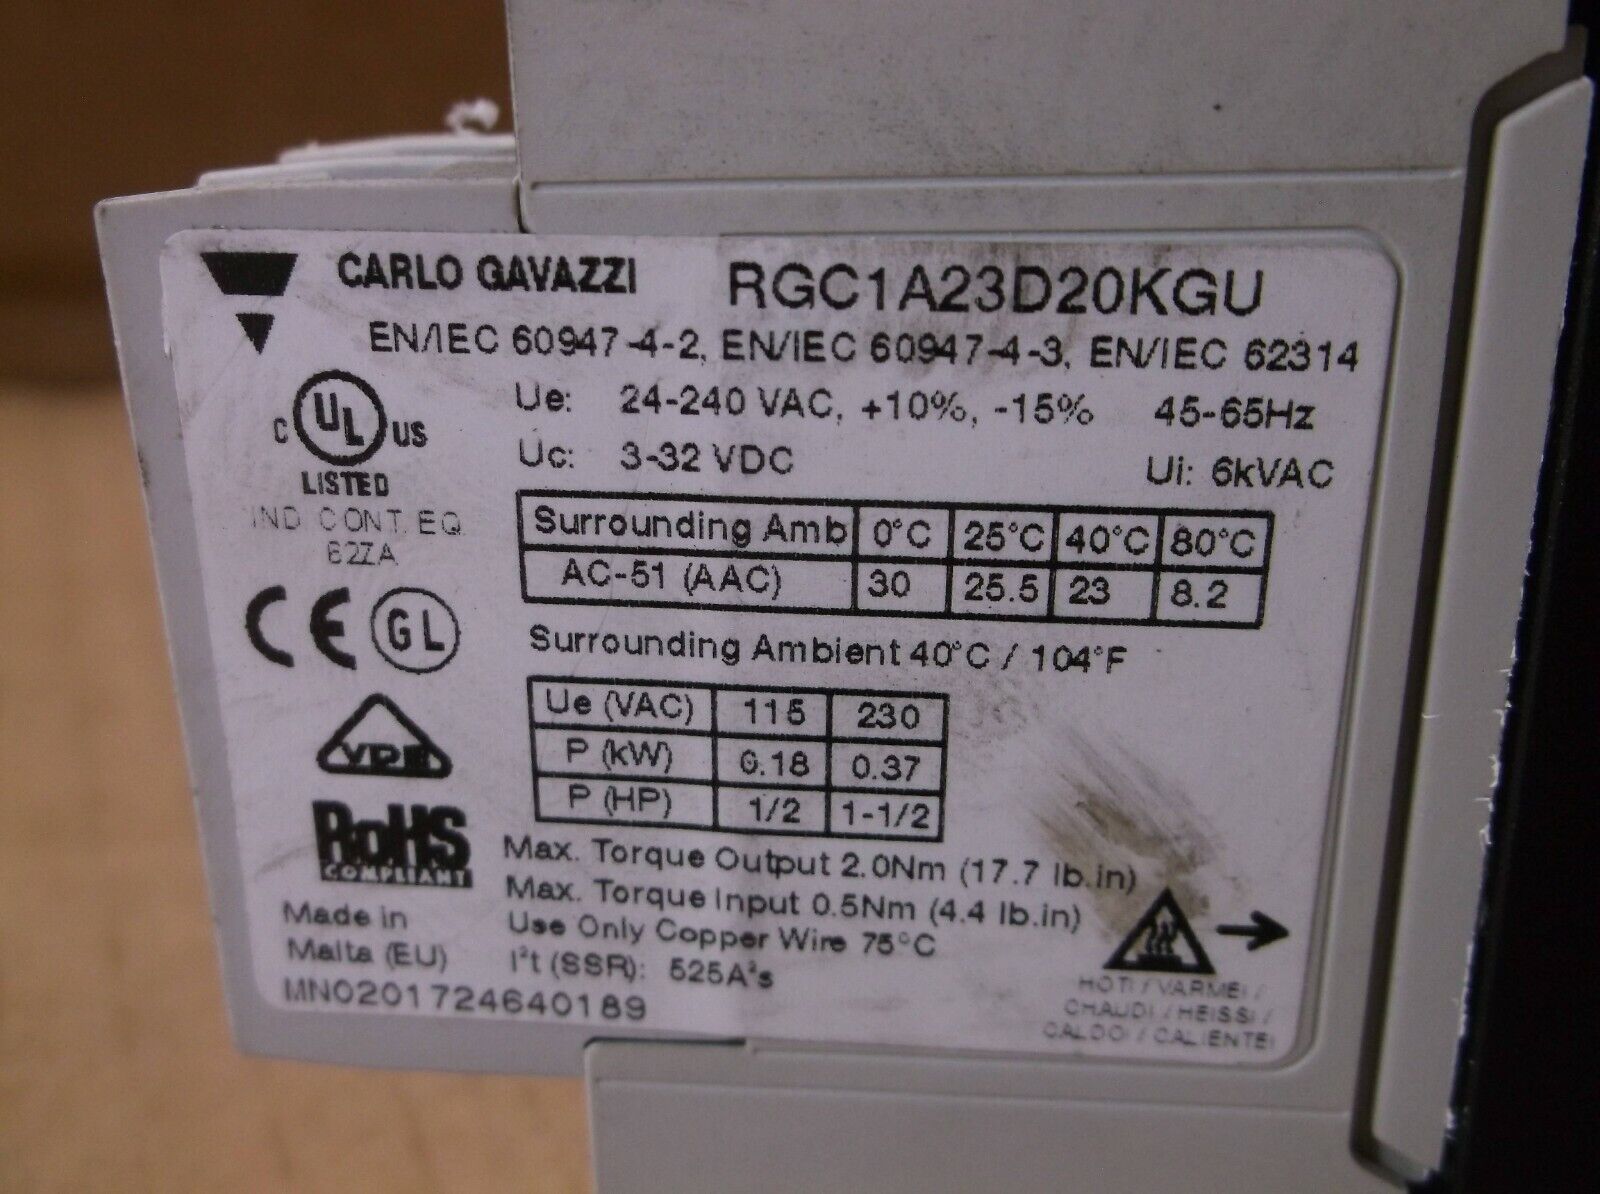 CARLO GAVAZZI RGC1A23D20KGU
EN/IEC 60947-4-2, EN/IEC 60947-4-3, EN/IEC 62314
Ue: 24-240 VAC, +10%, -15% 45-65Hz
Uc: 3-32 VDC Ui: 6kVAC
C UL US
LISTED
IND CONT. EQ.
62ZA
Surrounding Amb 0°C 25°C 40°C 80°C
AC-51 (AAC) 30 25.5 23 8.2
CE GL
Surrounding Ambient 40°C / 104°F
Ue (VAC) 115 230
P (kW) 0.18 0.37
P (HP) 1/2 1-1/2
VDE
RoHS
COMPLIANT
Max. Torque Output 2.0Nm (17.7 lb.in)
Max. Torque Input 0.5Nm (4.4 lb.in)
Use Only Copper Wire 75°C
I²t (SSR): 525A²s
Made in
Malta (EU)
MN0201724640189
HOT! / VARME! /
CHAUD! / HEISS! /
CALDO! / CALIENTE!